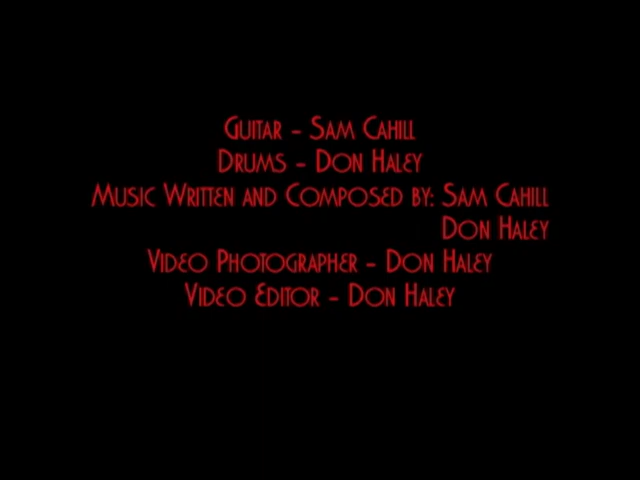 Guitar - Sam Cahill
Drums - Don Haley
Music Written and Composed by: Sam Cahill
Don Haley
Video Photographer - Don Haley
Video Editor - Don Haley